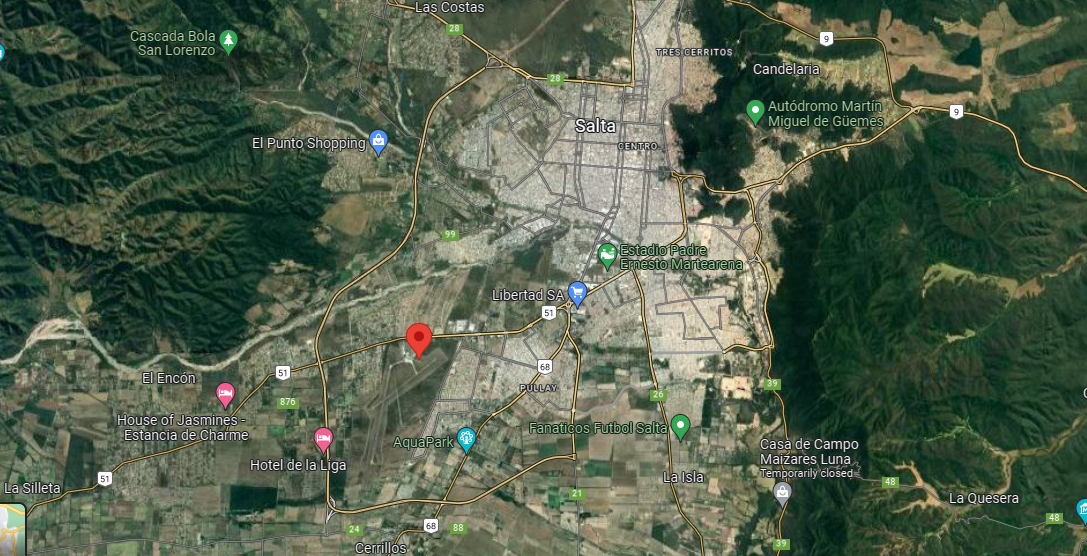 Las Costas
28
Cascada Bola
San Lorenzo
9
TRES CERRITOS
Candelaria
28
Autódromo Martín
Miguel de Güemes
9
Salta
El Punto Shopping
CENTRO
99
Estadio Padre
Ernesto Martearena
Libertad SA
51
El Encón
51
68
39
PULLAY
House of Jasmines -
Estancia de Charme
876
26
AquaPark
Fanaticos Futbol Salta
Hotel de la Liga
Casa de Campo
Maizares Luna
Temporarily closed
La Silleta
51
La Isla
48
La Quesera
21
48
24
68
88
Cerrillos
39